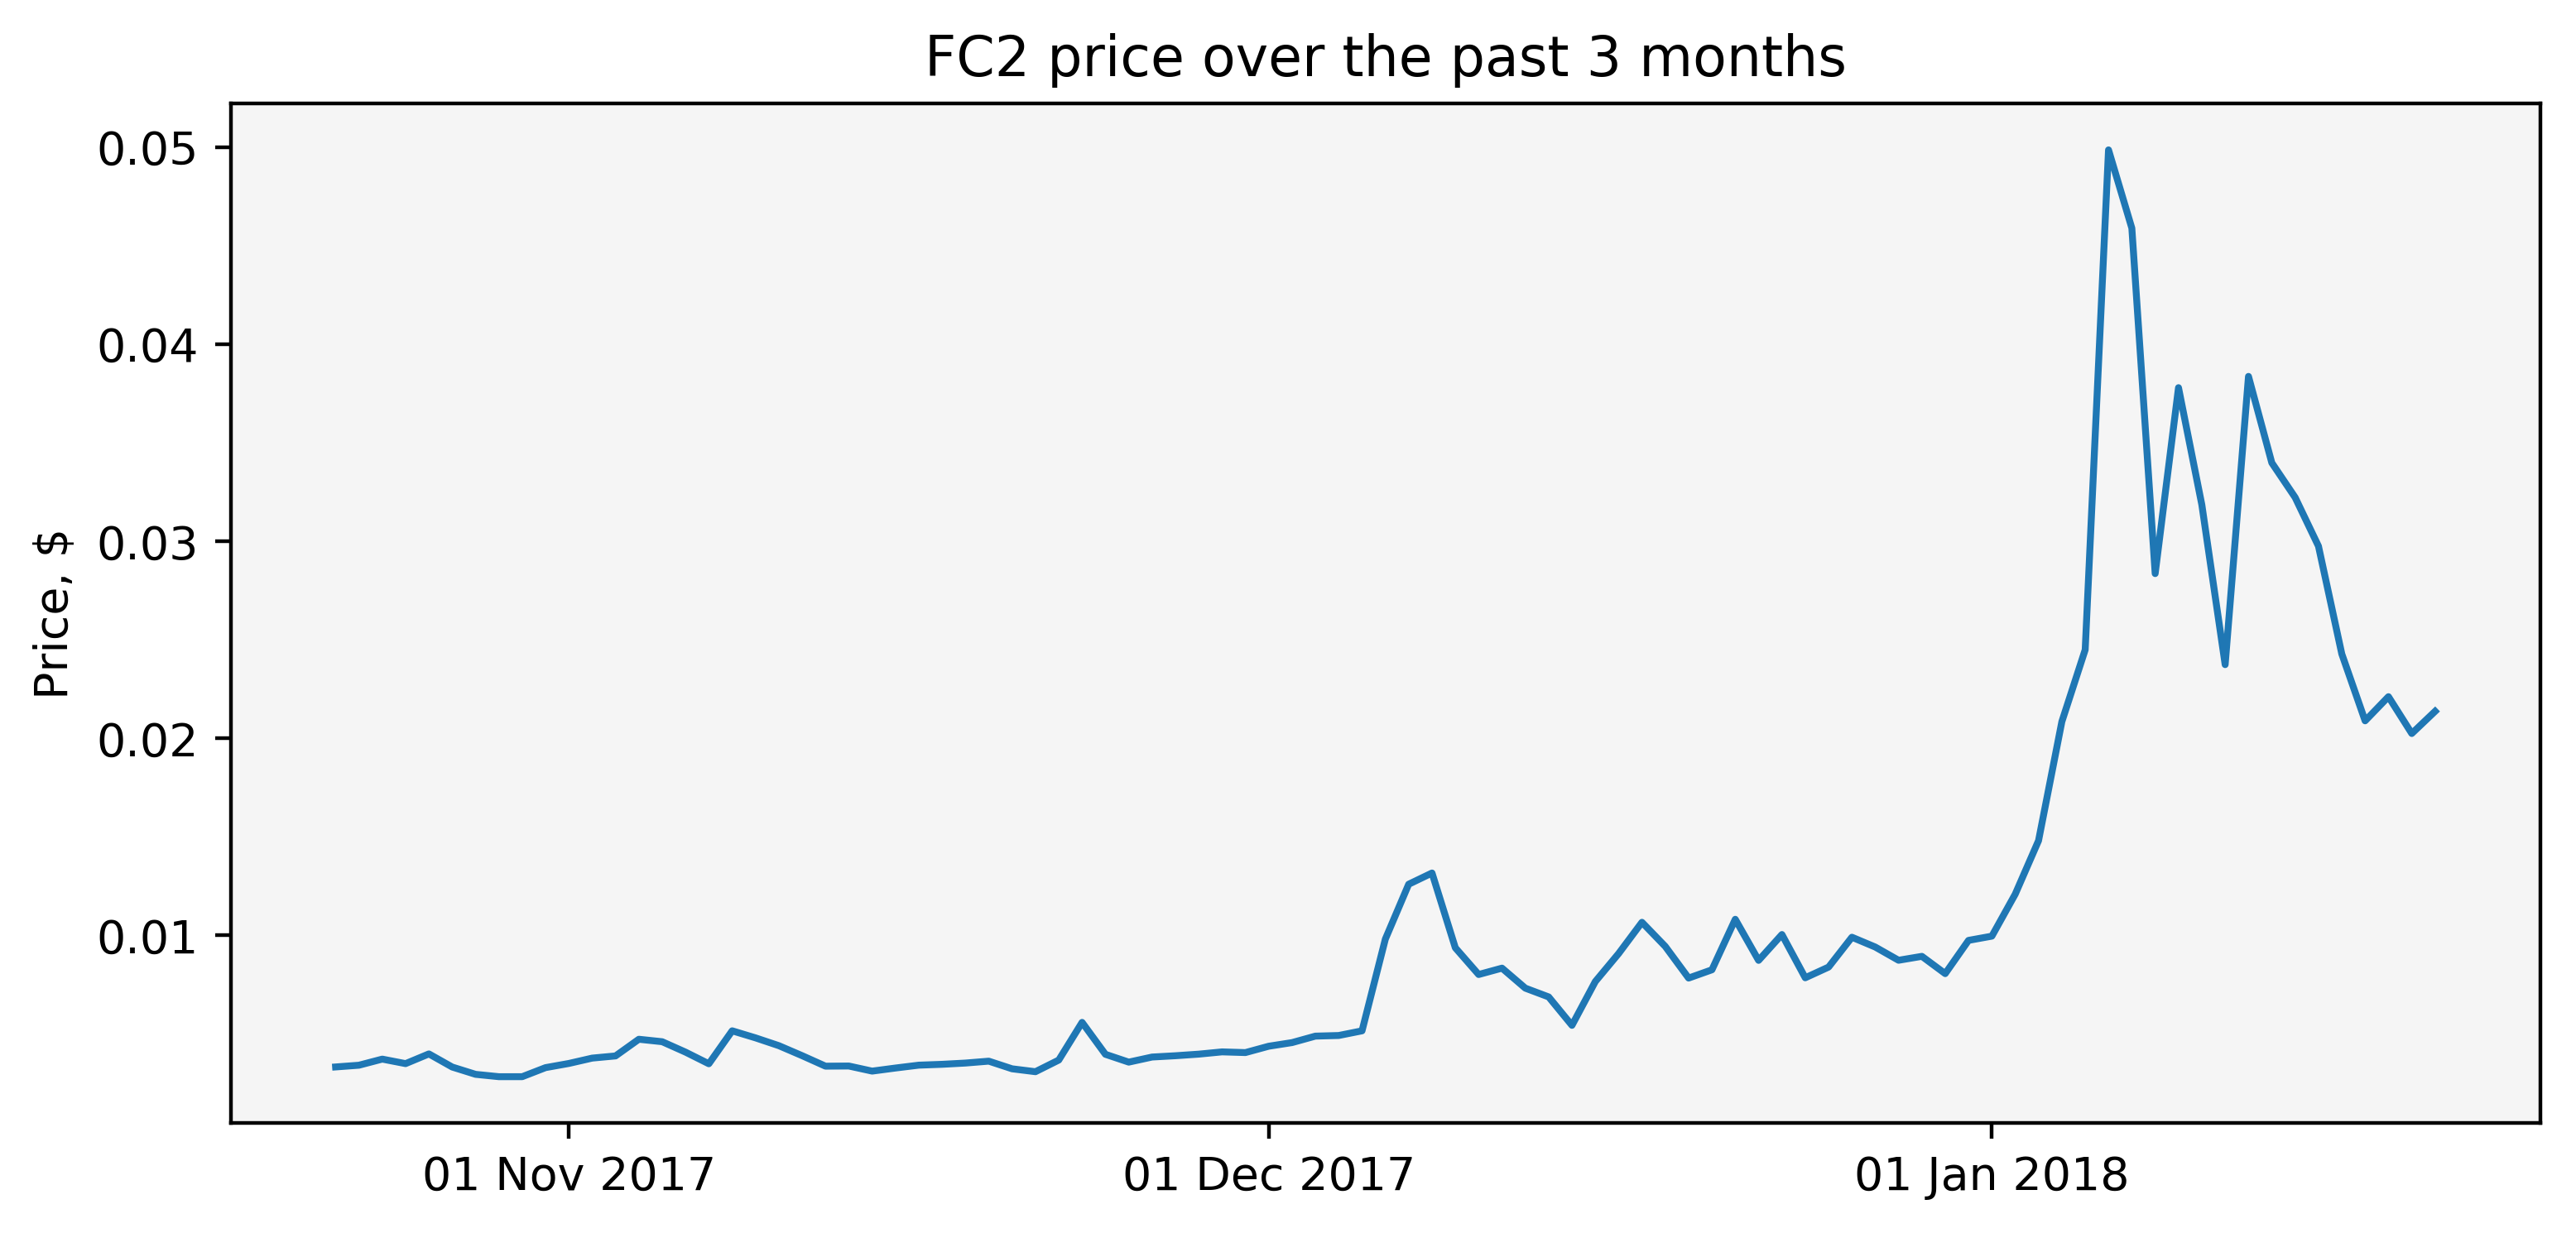 FC2 price over the past 3 months
Price, $
0.05
0.04
0.03
0.02
0.01
01 Nov 2017
01 Dec 2017
01 Jan 2018